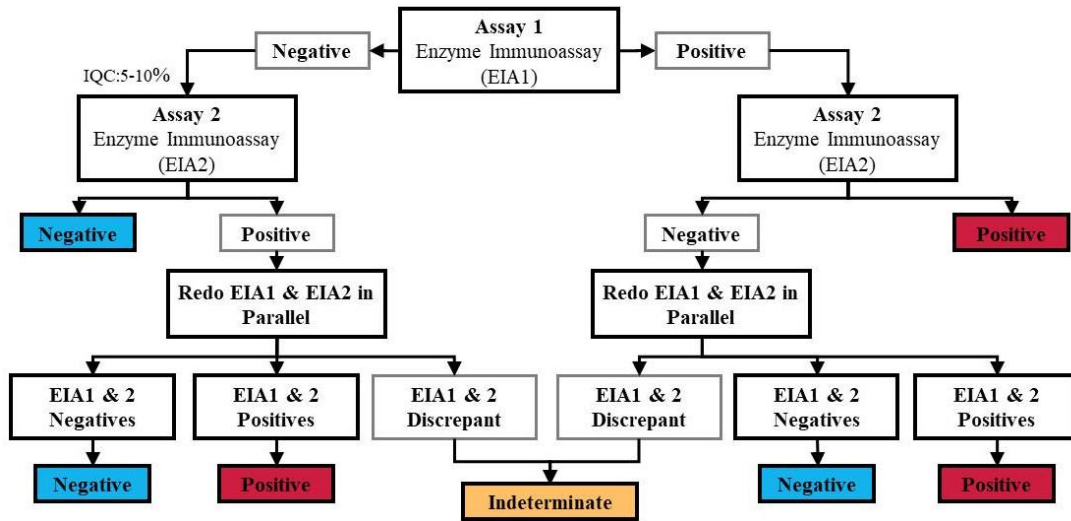 Assay 1
Enzyme Immunoassay
(EIA1)
Negative
Positive
IQC:5-10%
Assay 2
Enzyme Immunoassay
(EIA2)
Assay 2
Enzyme Immunoassay
(EIA2)
Negative
Positive
Negative
Positive
Redo EIA1 & EIA2 in
Parallel
Redo EIA1 & EIA2 in
Parallel
EIA1 & 2
Negatives
EIA1 & 2
Positives
EIA1 & 2
Discrepant
EIA1 & 2
Discrepant
EIA1 & 2
Negatives
EIA1 & 2
Positives
Negative
Positive
Indeterminate
Negative
Positive